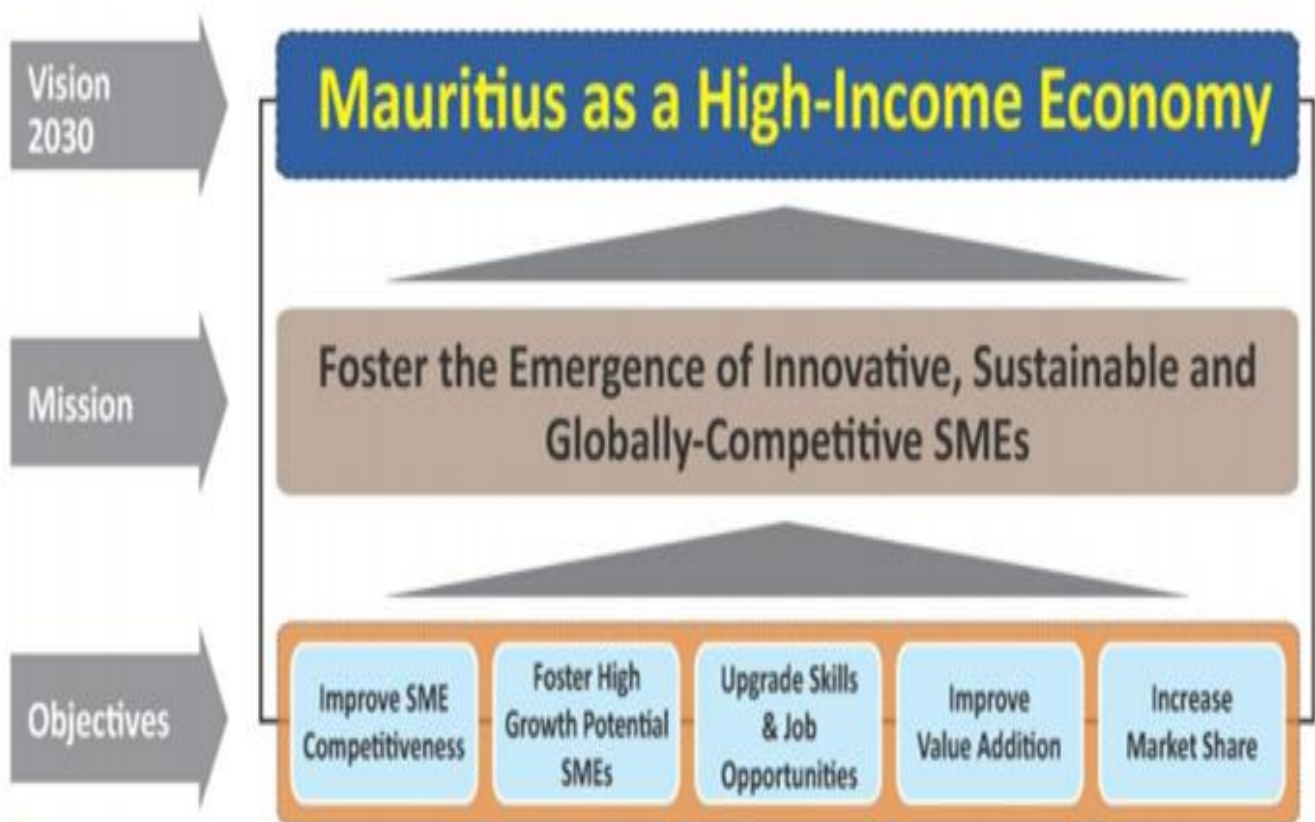 Vision
2030
Mauritius as a High-Income Economy
Mission
Foster the Emergence of Innovative, Sustainable and
Globally-Competitive SMEs
Objectives
Improve SME
Competitiveness
Foster High
Growth Potential
SMEs
Upgrade Skills
& Job
Opportunities
Improve
Value Addition
Increase
Market Share